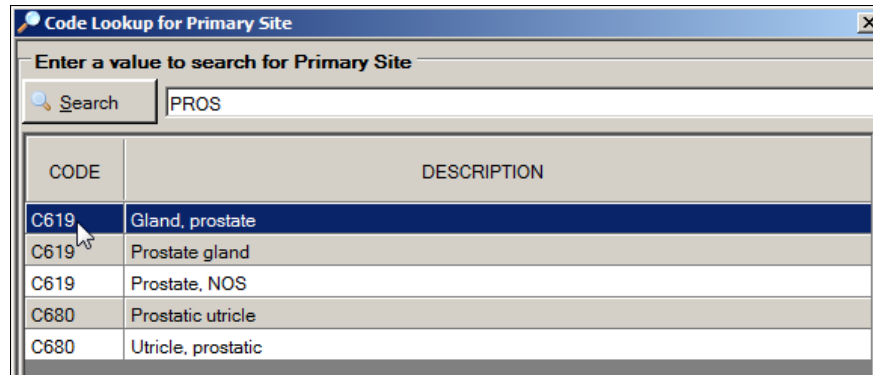 Code Lookup for Primary Site
Enter a value to search for Primary Site
Search PROS
CODE DESCRIPTION
C619 Gland, prostate
C619 Prostate gland
C619 Prostate, NOS
C680 Prostatic utricle
C680 Utricle, prostatic